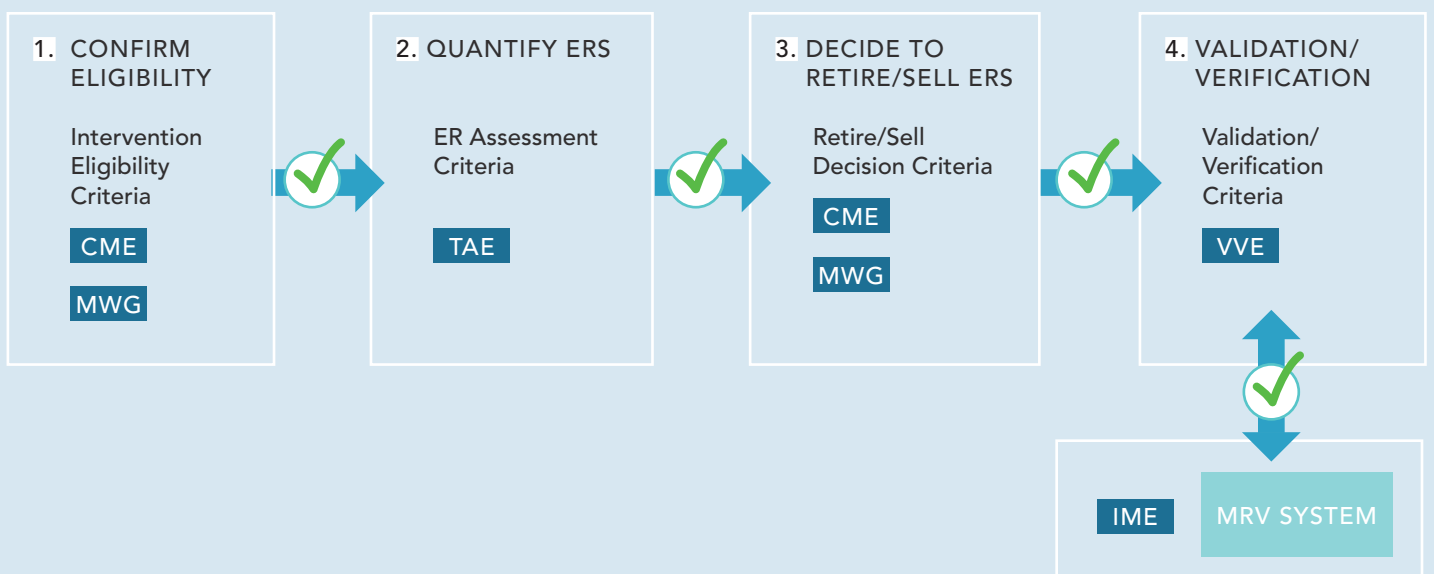 1. CONFIRM
ELIGIBILITY
Intervention
Eligibility
Criteria
CME
MWG
2. QUANTIFY ERS
ER Assessment
Criteria
TAE
3. DECIDE TO
RETIRE/SELL ERS
Retire/Sell
Decision Criteria
CME
MWG
4. VALIDATION/
VERIFICATION
Validation/
Verification
Criteria
VVE
IME
MRV SYSTEM